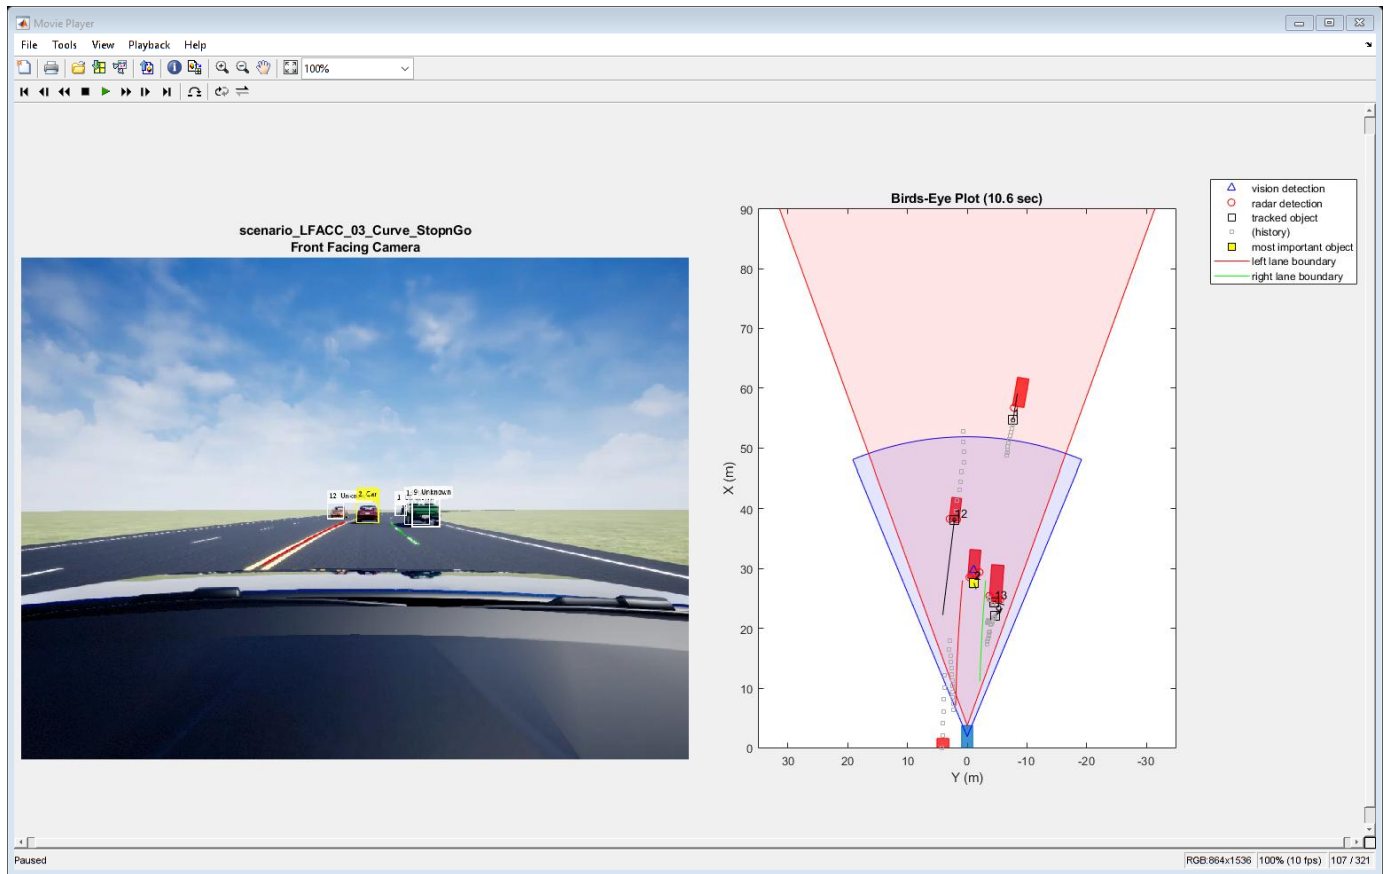 Movie Player
File Tools View Playback Help
100%
scenario_LFACC_03_Curve_StopnGo
Front Facing Camera
12 2 Car 1 1 9 Unknown
Birds-Eye Plot (10.6 sec)
vision detection
radar detection
tracked object
(history)
most important object
left lane boundary
right lane boundary
90
80
70
60
50
40
30
20
10
0
X (m)
12
2
13
30 20 10 0 -10 -20 -30
Y (m)
Paused
RGB:864x1536 100% (10 fps) 107 / 321